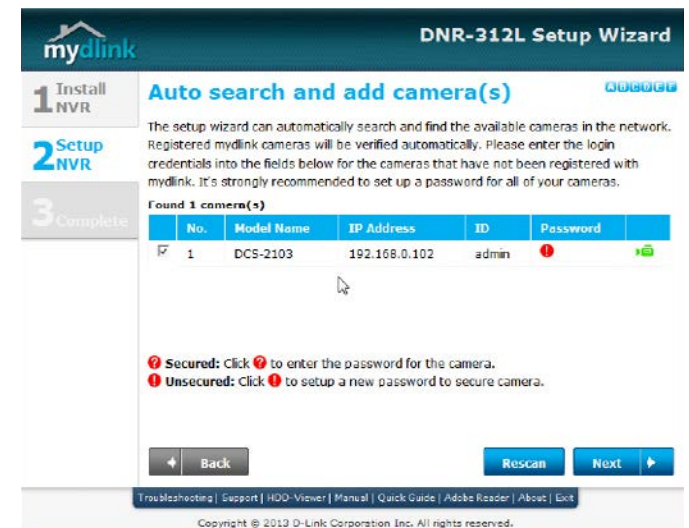 mydlink
DNR-312L Setup Wizard
1 Install
NVR
2 Setup
NVR
3 Complete
Auto search and add camera(s)
A B C D E F
The setup wizard can automatically search and find the available cameras in the network.
Registered mydlink cameras will be verified automatically. Please enter the login
credentials into the fields below for the cameras that have not been registered with
mydlink. It's strongly recommended to set up a password for all of your cameras.
Found 1 camera(s)
No. Model Name IP Address ID Password
1 DCS-2103 192.168.0.102 admin
Secured: Click to enter the password for the camera.
Unsecured: Click to setup a new password to secure camera.
Back Rescan Next
Troubleshooting | Support | HDD-Viewer | Manual | Quick Guide | Adobe Reader | About | Exit
Copyright © 2013 D-Link Corporation Inc. All rights reserved.